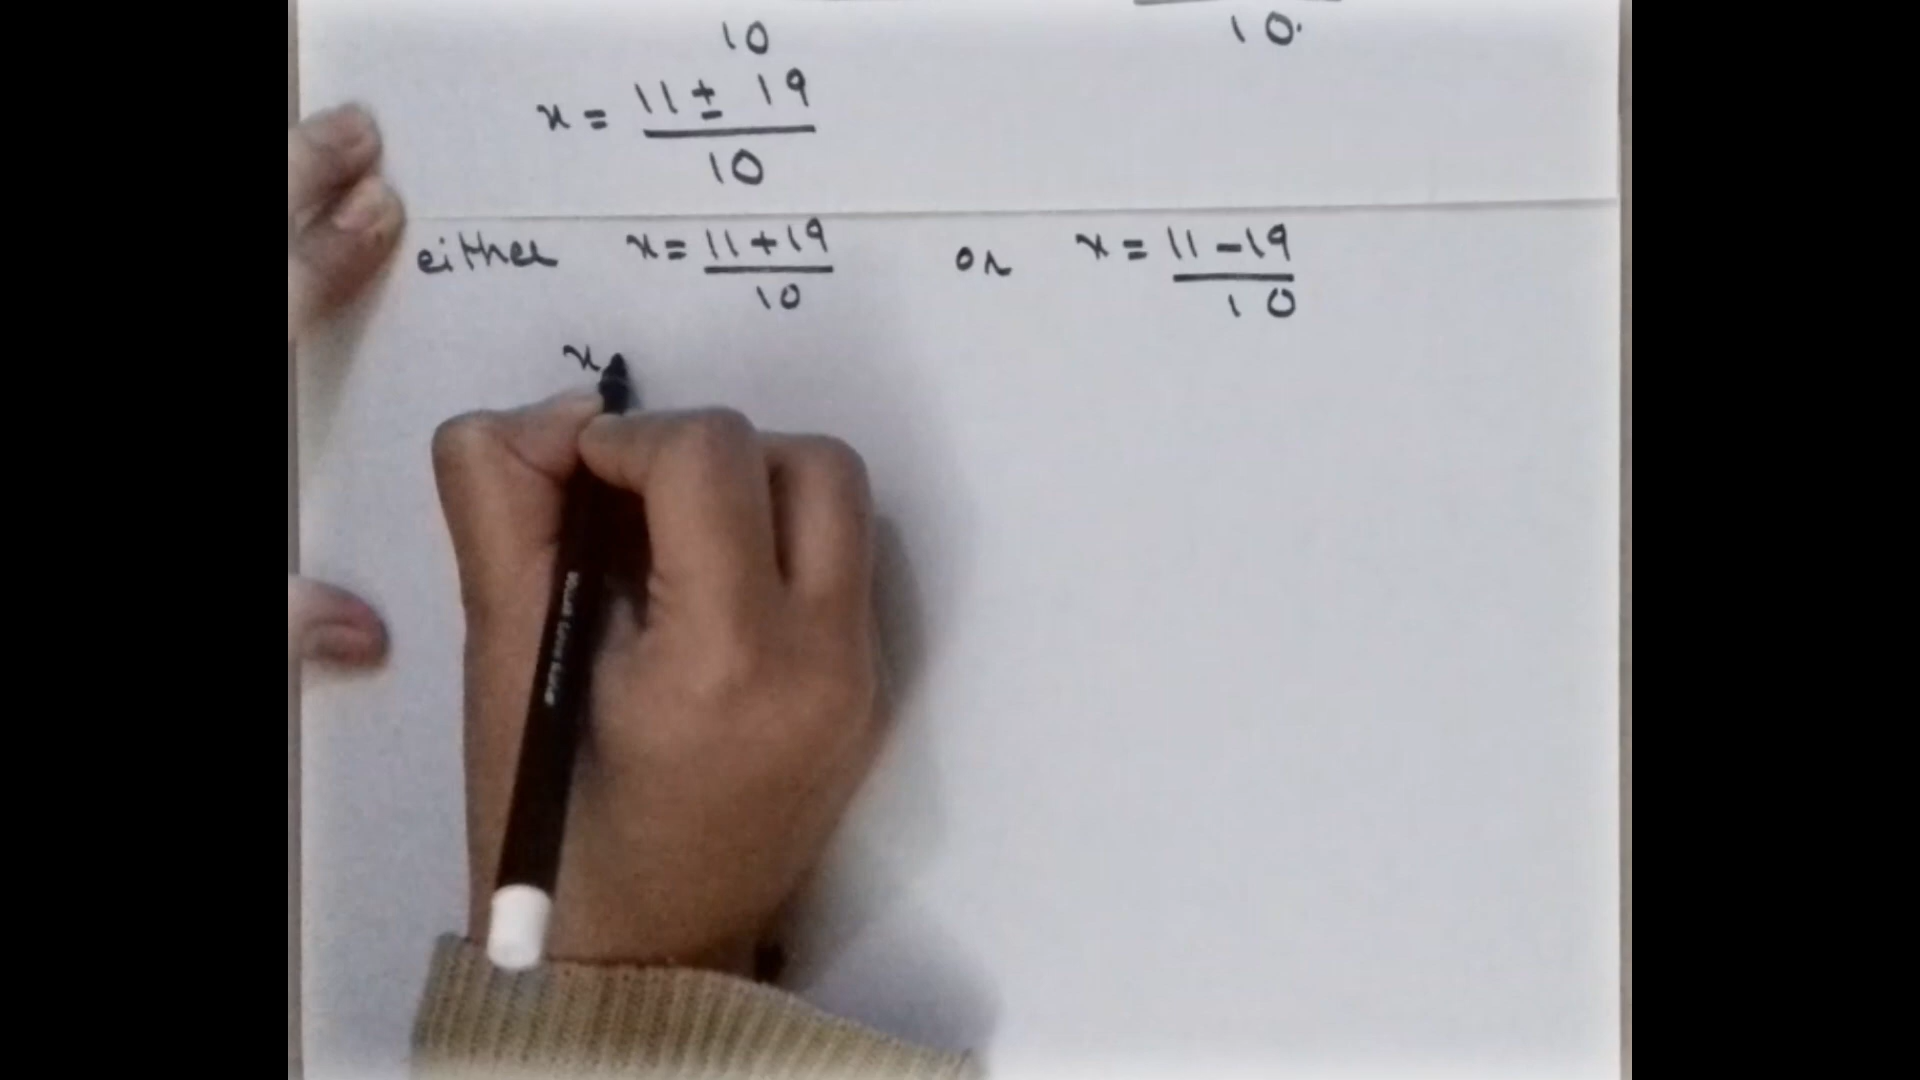 10 10.
x = 11 ± 19
10
either x = 11 + 19 or x = 11 - 19
10 10
x